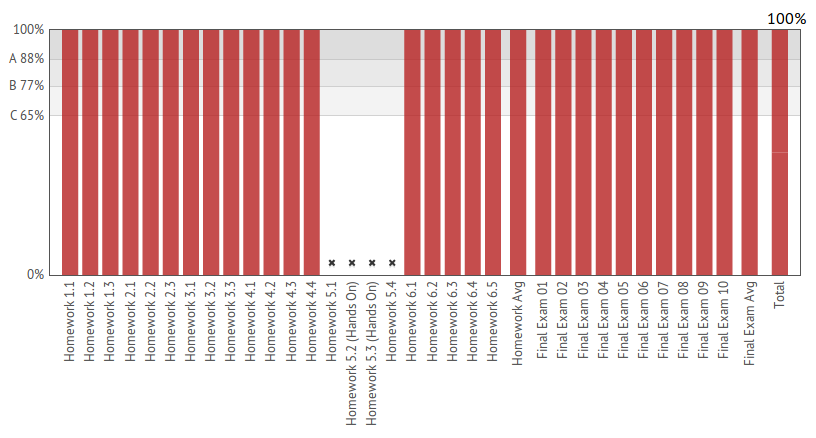 100%
100%
A 88%
B 77%
C 65%
0%
Homework 1.1
Homework 1.2
Homework 1.3
Homework 2.1
Homework 2.2
Homework 2.3
Homework 3.1
Homework 3.2
Homework 3.3
Homework 4.1
Homework 4.2
Homework 4.3
Homework 4.4
Homework 5.1
Homework 5.2 (Hands On)
Homework 5.3 (Hands On)
Homework 5.4
Homework 6.1
Homework 6.2
Homework 6.3
Homework 6.4
Homework 6.5
Homework Avg
Final Exam 01
Final Exam 02
Final Exam 03
Final Exam 04
Final Exam 05
Final Exam 06
Final Exam 07
Final Exam 08
Final Exam 09
Final Exam 10
Final Exam Avg
Total